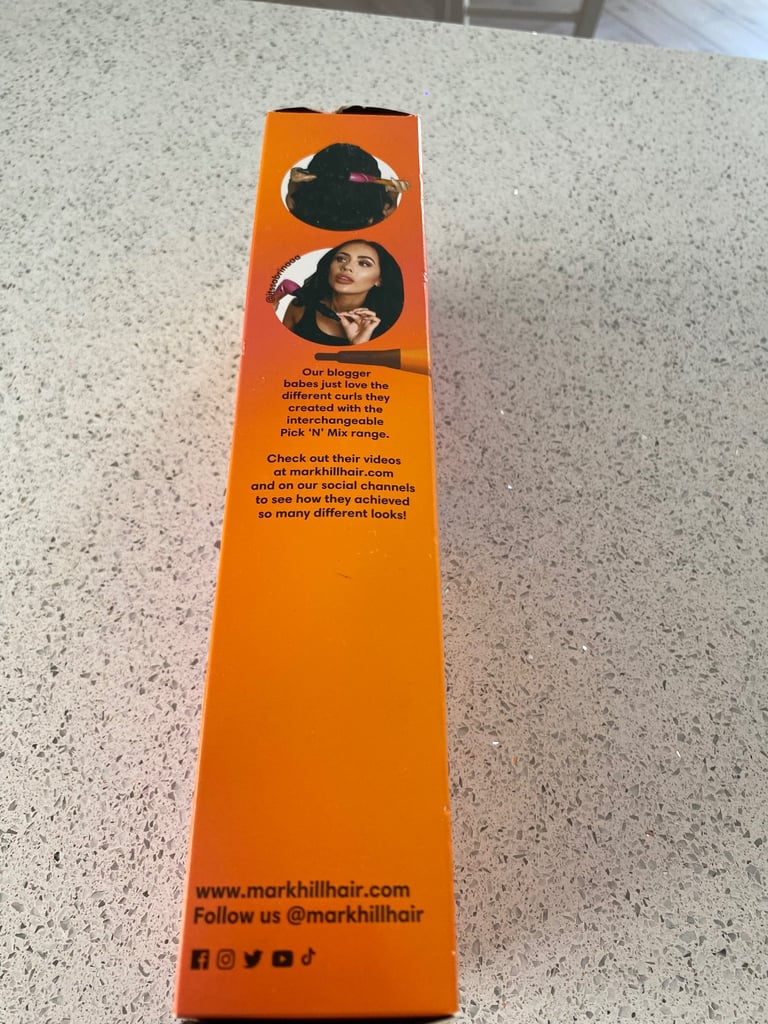 @itssabrinaaa
Our blogger
babes just love the
different curls they
created with the
interchangeable
Pick 'N' Mix range.
Check out their videos
at markhillhair.com
and on our social channels
to see how they achieved
so many different looks!
www.markhillhair.com
Follow us @markhillhair